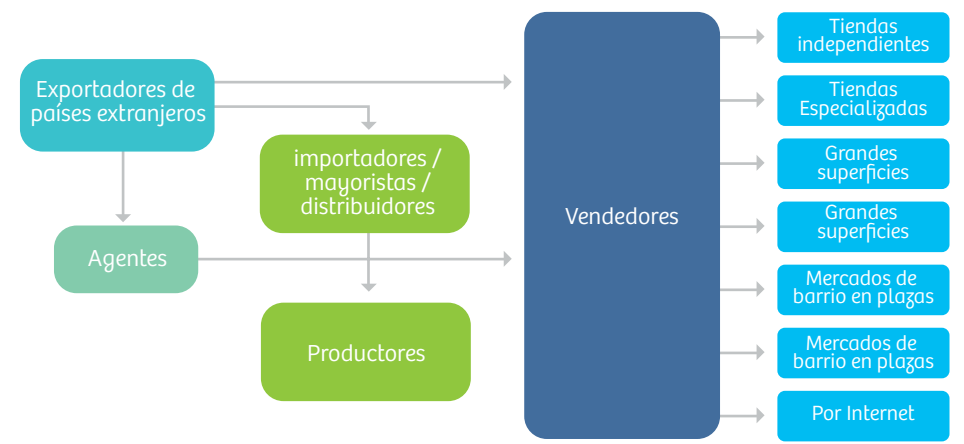 Exportadores de
países extranjeros
importadores /
mayoristas /
distribuidores
Agentes
Productores
Vendedores
Tiendas
independientes
Tiendas
Especializadas
Grandes
superficies
Grandes
superficies
Mercados de
barrio en plazas
Mercados de
barrio en plazas
Por Internet